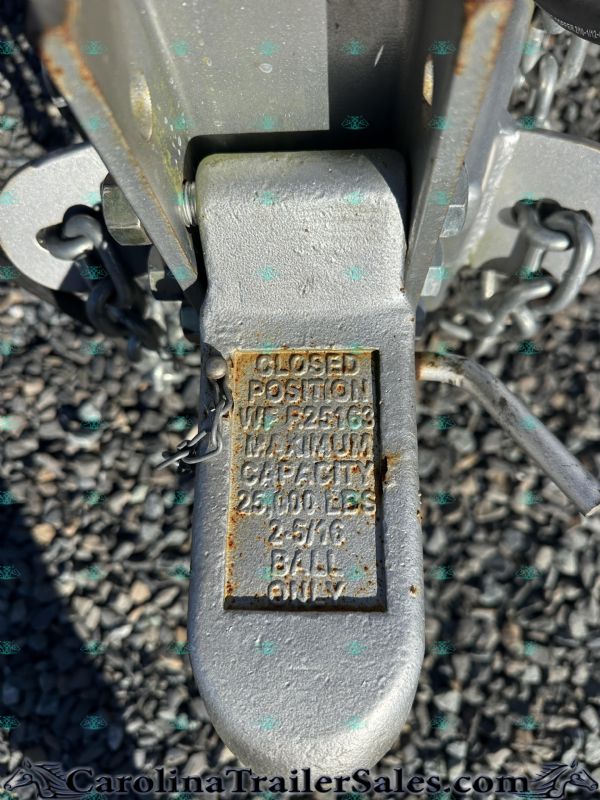 CLOSED
POSITION
WF F25163
MAXIMUM
CAPACITY
25,000 LBS
2-5/16
BALL
ONLY
CarolinaTrailerSales.com